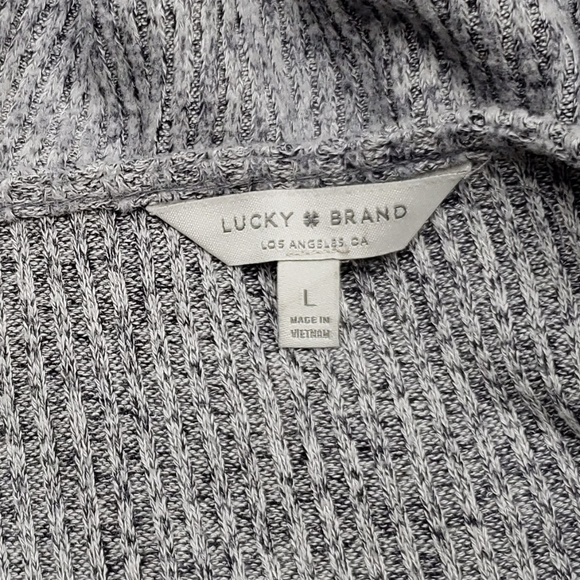 LUCKY BRAND
LOS ANGELES, CA
L
MADE IN
VIETNAM